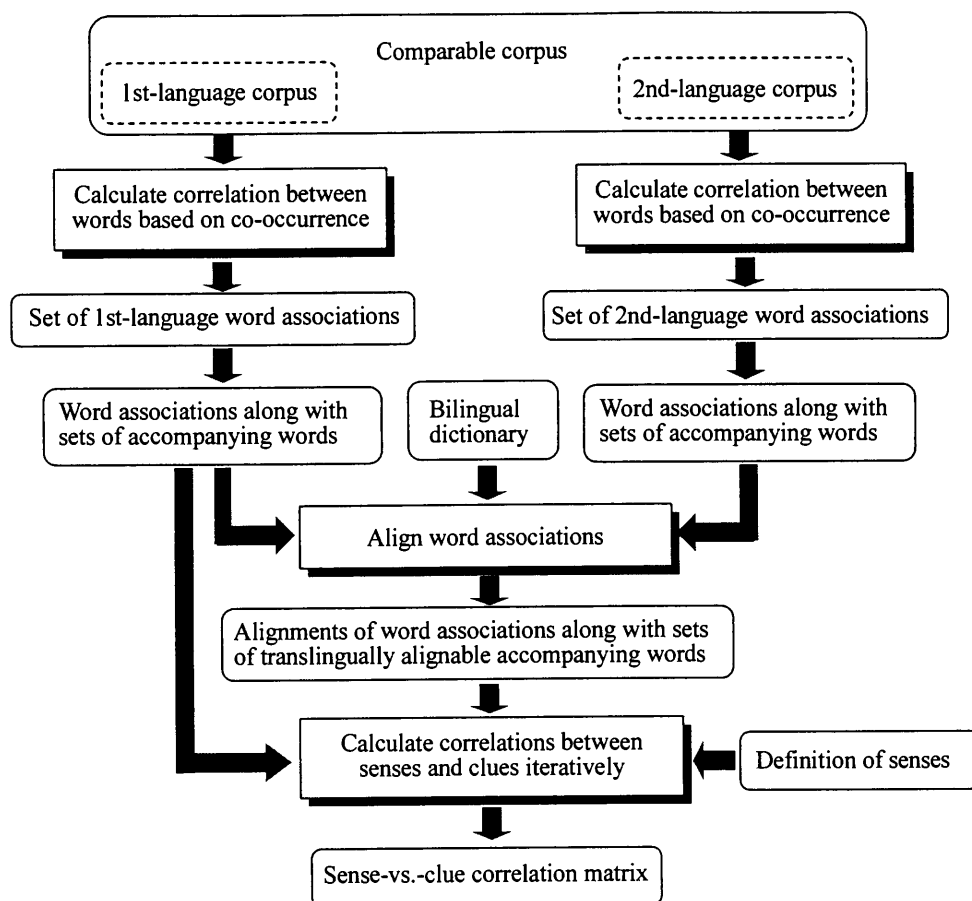 Comparable corpus
1st-language corpus
2nd-language corpus
Calculate correlation between
words based on co-occurrence
Calculate correlation between
words based on co-occurrence
Set of 1st-language word associations
Set of 2nd-language word associations
Word associations along with
sets of accompanying words
Bilingual
dictionary
Word associations along with
sets of accompanying words
Align word associations
Alignments of word associations along with sets
of translingually alignable accompanying words
Calculate correlations between
senses and clues iteratively
Definition of senses
Sense-vs.-clue correlation matrix